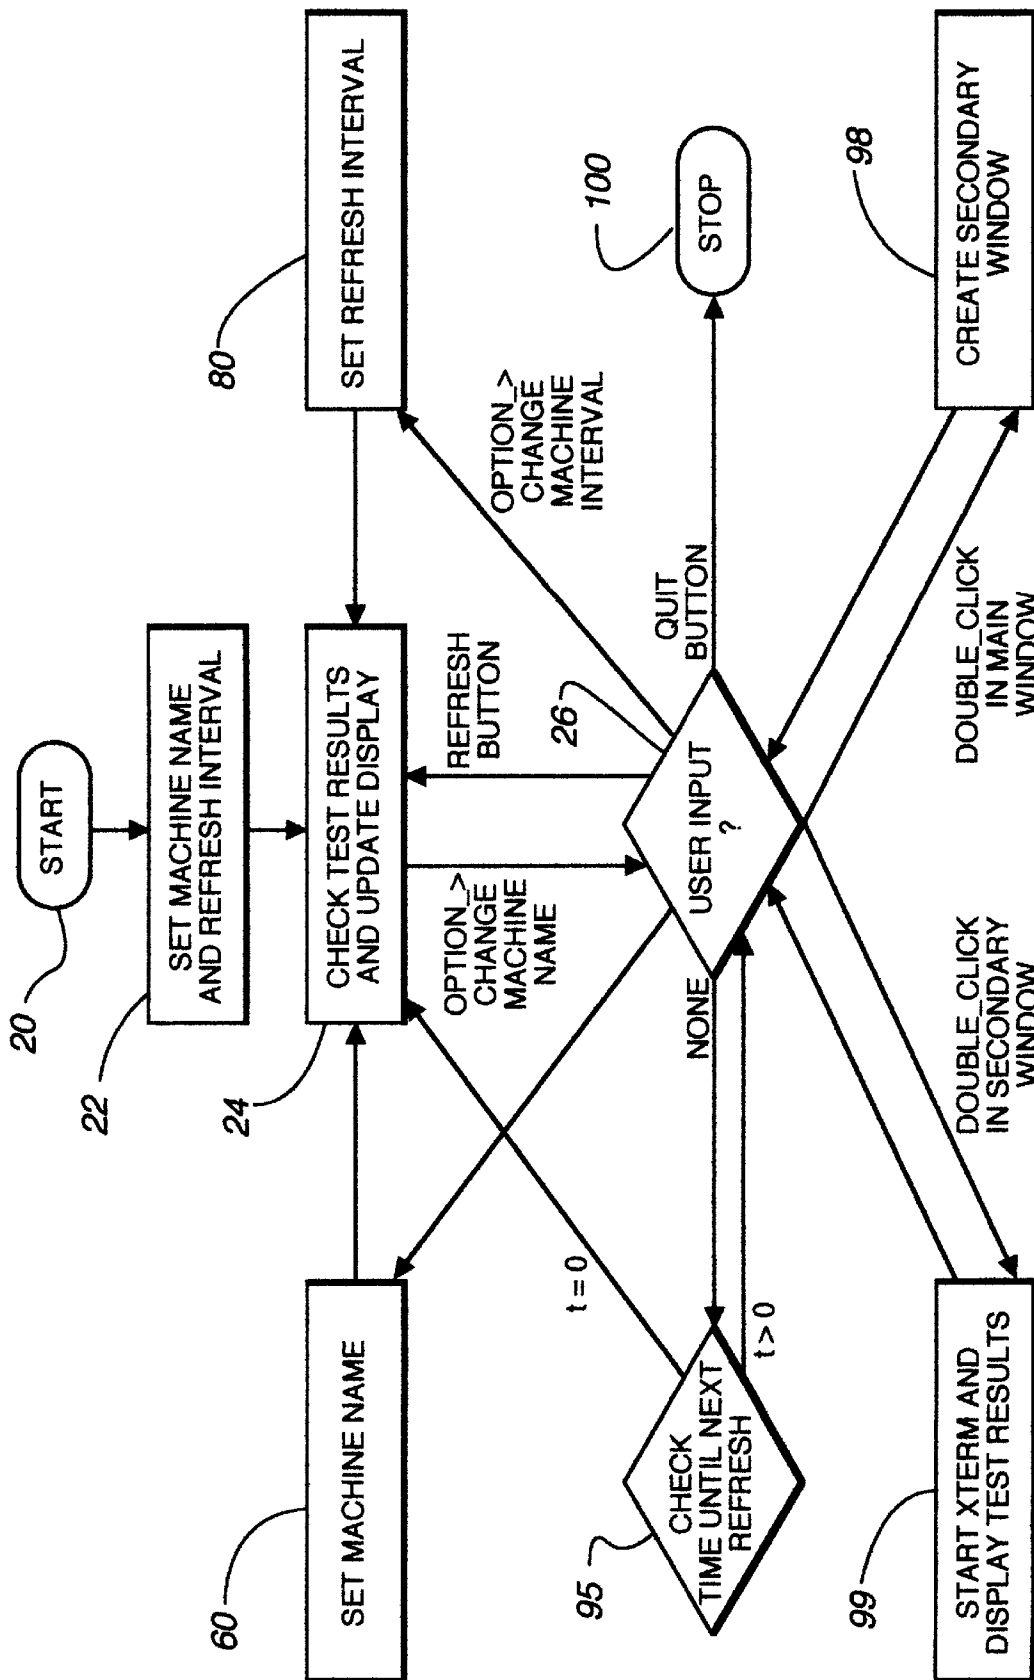 20
START
22
SET MACHINE NAME
AND REFRESH INTERVAL
60
SET MACHINE NAME
24
CHECK TEST RESULTS
AND UPDATE DISPLAY
80
SET REFRESH INTERVAL
t = 0
OPTION_>
CHANGE
MACHINE
NAME
REFRESH
BUTTON
OPTION_>
CHANGE
MACHINE
INTERVAL
95
CHECK
TIME UNTIL NEXT
REFRESH
NONE
t > 0
26
USER INPUT
?
QUIT
BUTTON
100
STOP
99
START XTERM AND
DISPLAY TEST RESULTS
DOUBLE_CLICK
IN SECONDARY
WINDOW
DOUBLE_CLICK
IN MAIN
WINDOW
98
CREATE SECONDARY
WINDOW